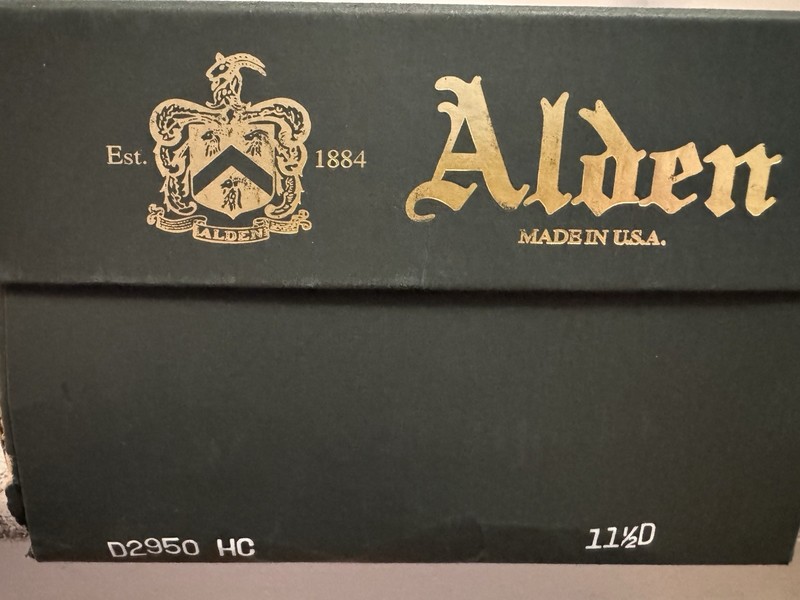 Est. 1884
ALDEN
Alden
MADE IN U.S.A.
D2950 HC 11½D